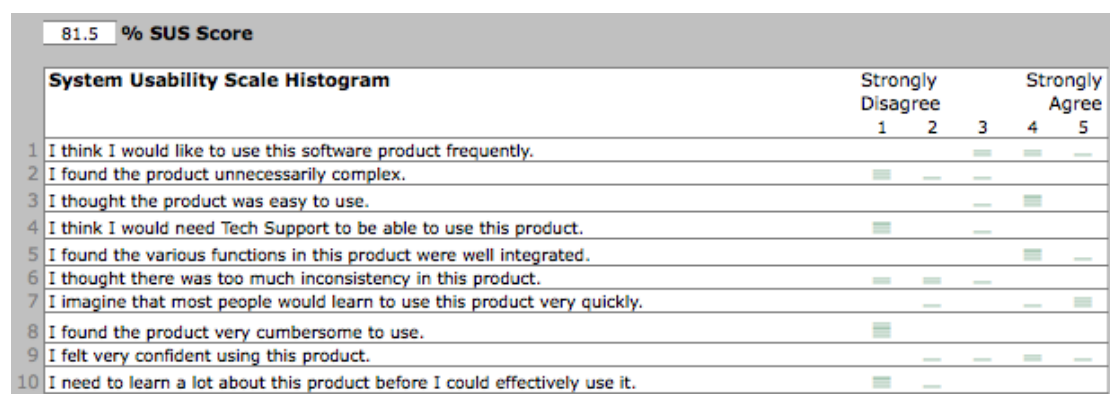 81.5 % SUS Score
System Usability Scale Histogram
Strongly Disagree
Strongly Agree
1 2 3 4 5
1 I think I would like to use this software product frequently.
2 I found the product unnecessarily complex.
3 I thought the product was easy to use.
4 I think I would need Tech Support to be able to use this product.
5 I found the various functions in this product were well integrated.
6 I thought there was too much inconsistency in this product.
7 I imagine that most people would learn to use this product very quickly.
8 I found the product very cumbersome to use.
9 I felt very confident using this product.
10 I need to learn a lot about this product before I could effectively use it.